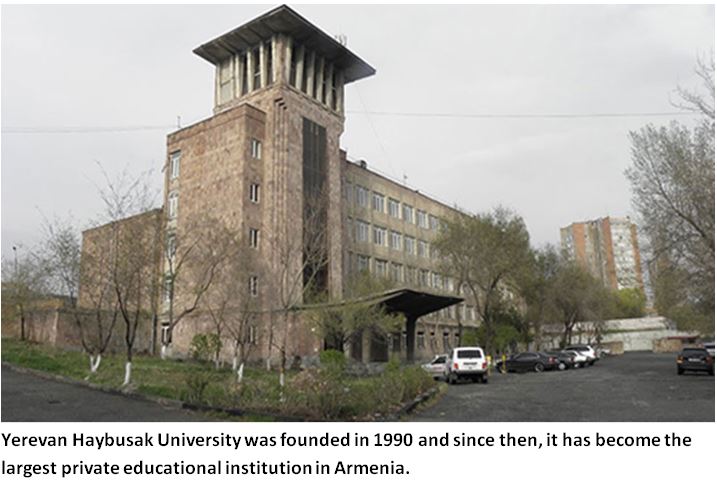 Yerevan Haybusak University was founded in 1990 and since then, it has become the
largest private educational institution in Armenia.